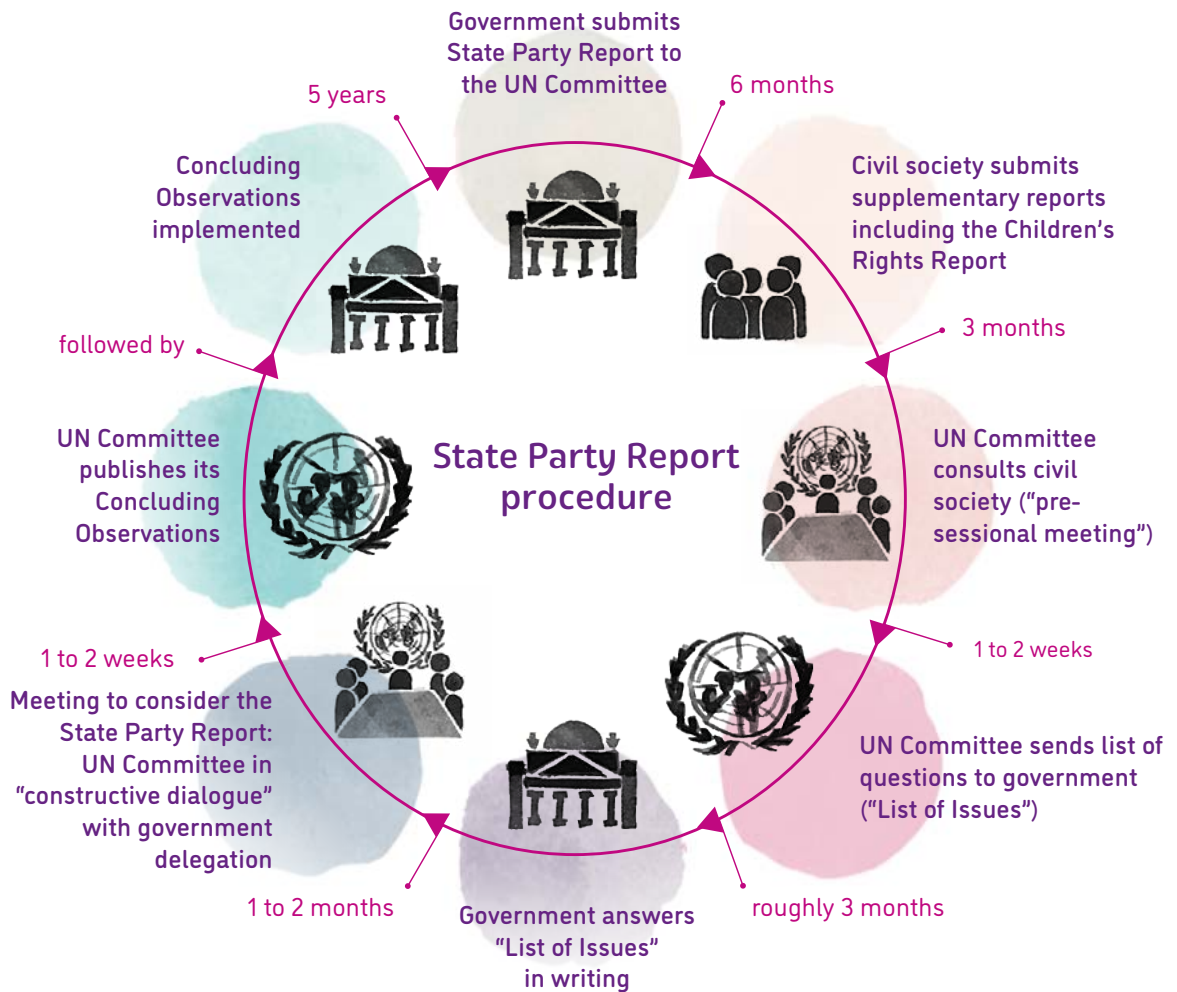 Government submits
State Party Report to
the UN Committee
6 months
Civil society submits
supplementary reports
including the Children's
Rights Report
3 months
UN Committee
consults civil
society (“pre-
sessional meeting”)
1 to 2 weeks
UN Committee sends list of
questions to government
(“List of Issues”)
roughly 3 months
Government answers
“List of Issues”
in writing
1 to 2 months
Meeting to consider the
State Party Report:
UN Committee in
“constructive dialogue”
with government
delegation
1 to 2 weeks
UN Committee
publishes its
Concluding
Observations
followed by
Concluding
Observations
implemented
5 years
State Party Report
procedure